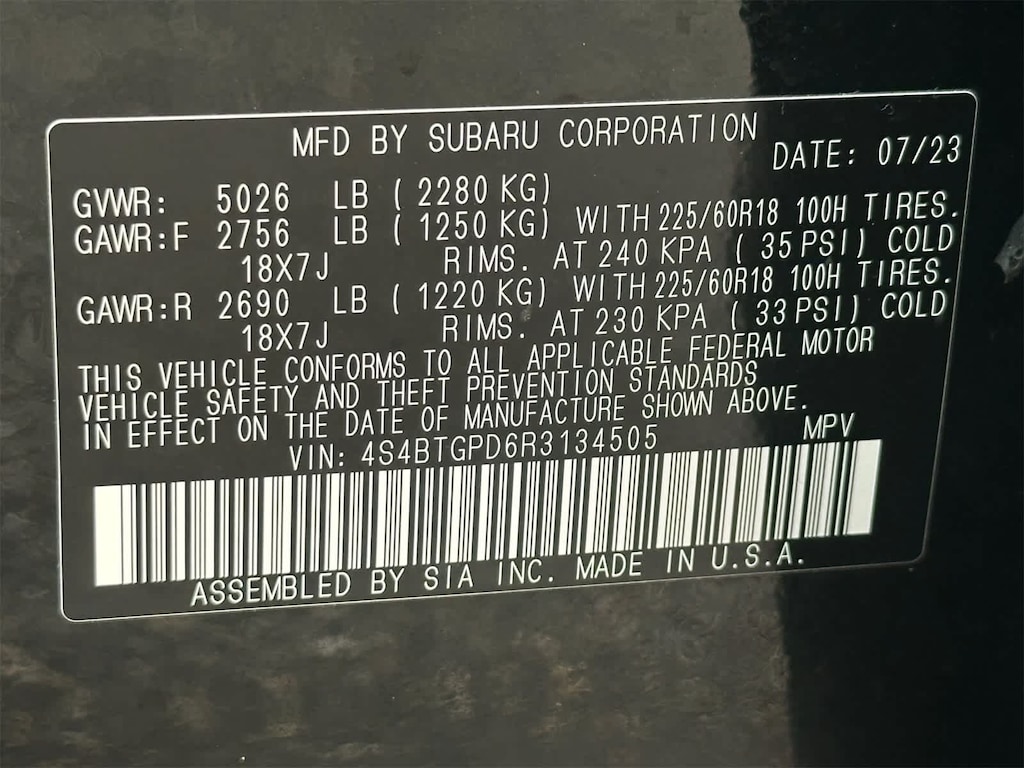 MFD BY SUBARU CORPORATION DATE: 07/23
GVWR: 5026 LB ( 2280 KG)
GAWR:F 2756 LB ( 1250 KG) WITH 225/60R18 100H TIRES.
18X7J RIMS. AT 240 KPA ( 35 PSI) COLD
GAWR:R 2690 LB ( 1220 KG) WITH 225/60R18 100H TIRES.
18X7J RIMS. AT 230 KPA ( 33 PSI) COLD
THIS VEHICLE CONFORMS TO ALL APPLICABLE FEDERAL MOTOR
VEHICLE SAFETY AND THEFT PREVENTION STANDARDS
IN EFFECT ON THE DATE OF MANUFACTURE SHOWN ABOVE.
VIN: 4S4BTGPD6R3134505 MPV
ASSEMBLED BY SIA INC. MADE IN U.S.A.